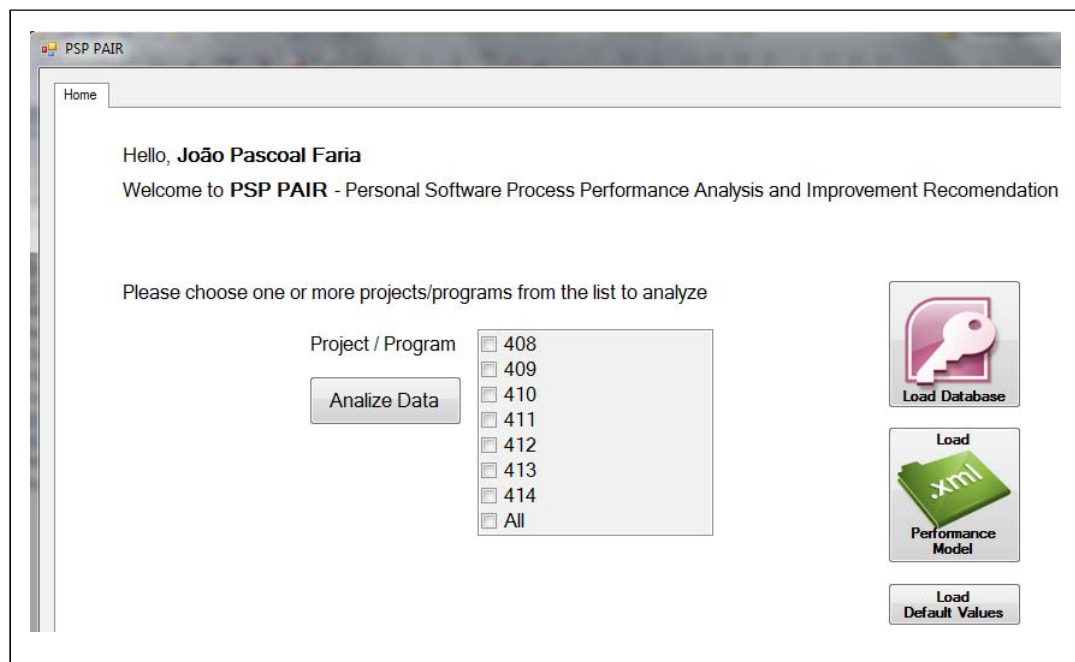 PSP PAIR
Home
Hello, João Pascoal Faria
Welcome to PSP PAIR - Personal Software Process Performance Analysis and Improvement Recomendation
Please choose one or more projects/programs from the list to analyze
Project / Program
Analize Data
408
409
410
411
412
413
414
All
Load Database
Load
.xml
Performance
Model
Load
Default Values